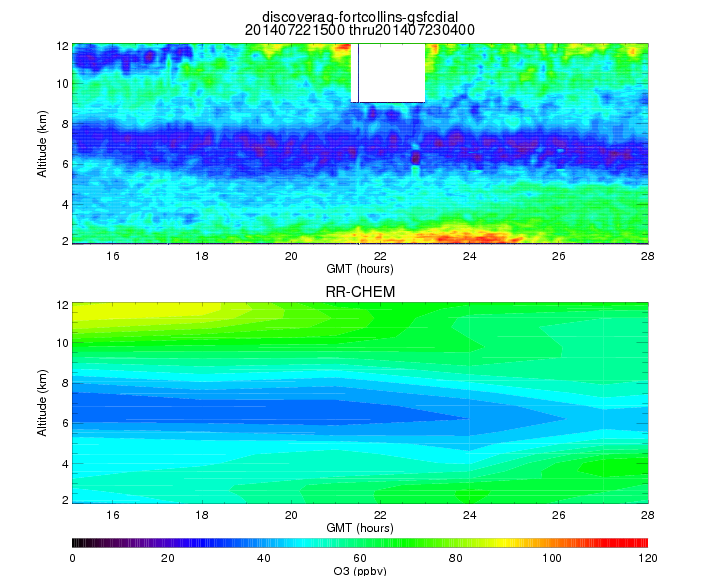 discoveraq-fortcollins-gsfcdial
201407221500 thru201407230400
12
10
8
6
4
2
Altitude (km)
16 18 20 22 24 26 28
GMT (hours)
RR-CHEM
12
10
8
6
4
2
Altitude (km)
16 18 20 22 24 26 28
GMT (hours)
0 20 40 60 80 100 120
O3 (ppbv)